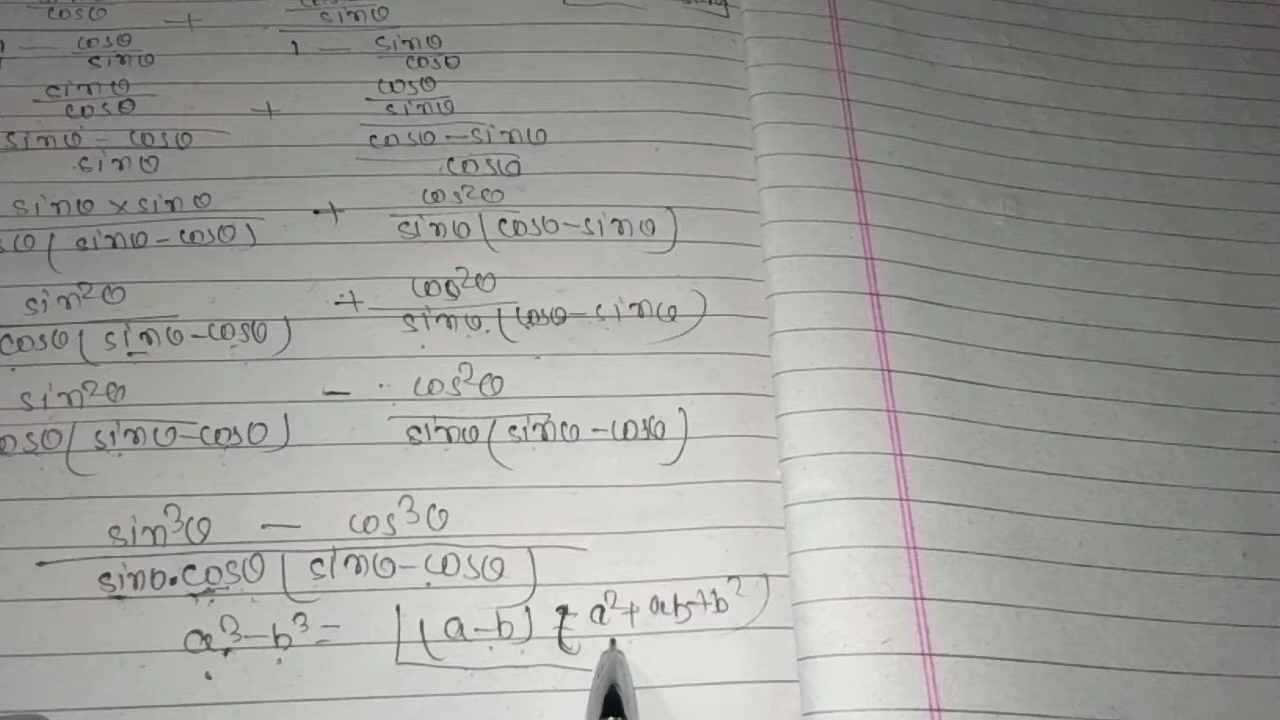 cosθ + sinθ
1 - cosθ 1 - sinθ
sinθ cosθ
sinθ cosθ
cosθ + sinθ
sinθ - cosθ cosθ - sinθ
sinθ cosθ
sinθ × sinθ + cos²θ
(sinθ - cosθ) sinθ(cosθ - sinθ)
sin²θ + cos²θ
cosθ(sinθ - cosθ) sinθ.(cosθ - sinθ)
sin²θ - cos²θ
osθ(sinθ - cosθ) sinθ(sinθ - cosθ)
sin³θ - cos³θ
sinθ.cosθ(sinθ - cosθ)
a³ - b³ = [(a-b) (a²+ab+b²)